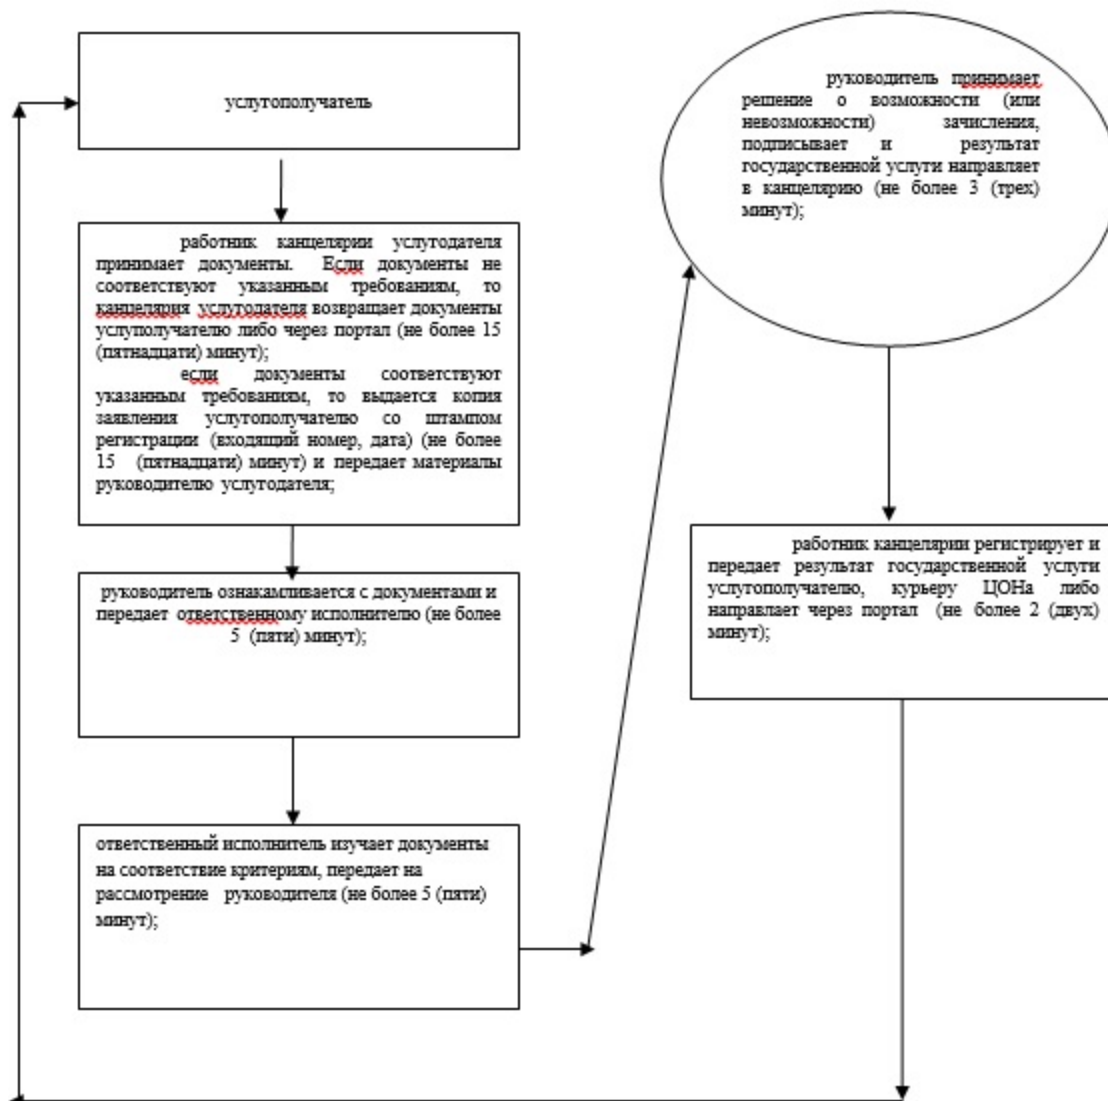 услугополучатель
работник канцелярии услугодателя
принимает документы. Если документы не
соответствуют указанным требованиям, то
канцелярия услугодателя возвращает документы
услуполучателю либо через портал (не более 15
(пятнадцати) минут);
если документы соответствуют
указанным требованиям, то выдается копия
заявления услугополучателю со штампом
регистрации (входящий номер, дата) (не более
15 (пятнадцати) минут) и передает материалы
руководителю услугодателя;
руководитель ознакамливается с документами и
передает ответственному исполнителю (не более
5 (пяти) минут);
ответственный исполнитель изучает документы
на соответствие критериям, передает на
рассмотрение руководителя (не более 5 (пяти)
минут);
руководитель принимает
решение о возможности (или
невозможности) зачисления,
подписывает и результат
государственной услуги направляет
в канцелярию (не более 3 (трех)
минут);
работник канцелярии регистрирует и
передает результат государственной услуги
услугополучателю, курьеру ЦОНа либо
направляет через портал (не более 2 (двух)
минут);